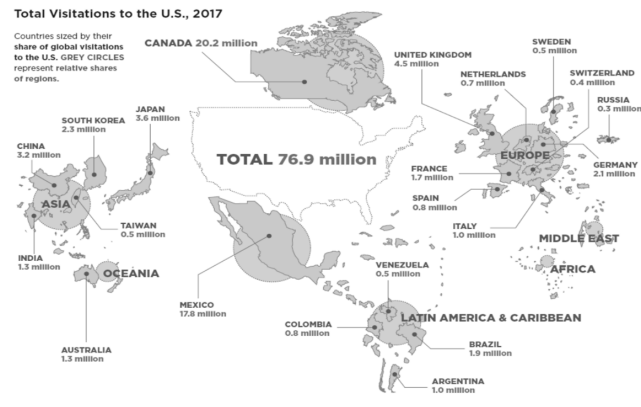 Total Visitations to the U.S., 2017
Countries sized by their
share of global visitations
to the U.S. GREY CIRCLES
represent relative shares
of regions.
CANADA 20.2 million
UNITED KINGDOM
4.5 million
SWEDEN
0.5 million
NETHERLANDS
0.7 million
SWITZERLAND
0.4 million
RUSSIA
0.3 million
JAPAN
3.6 million
SOUTH KOREA
2.3 million
CHINA
3.2 million
TOTAL 76.9 million
EUROPE
FRANCE
1.7 million
GERMANY
2.1 million
SPAIN
0.8 million
ITALY
1.0 million
ASIA
TAIWAN
0.5 million
INDIA
1.3 million
MIDDLE EAST
AFRICA
OCEANIA
VENEZUELA
0.5 million
MEXICO
17.8 million
COLOMBIA
0.8 million
LATIN AMERICA & CARIBBEAN
BRAZIL
1.9 million
AUSTRALIA
1.3 million
ARGENTINA
1.0 million